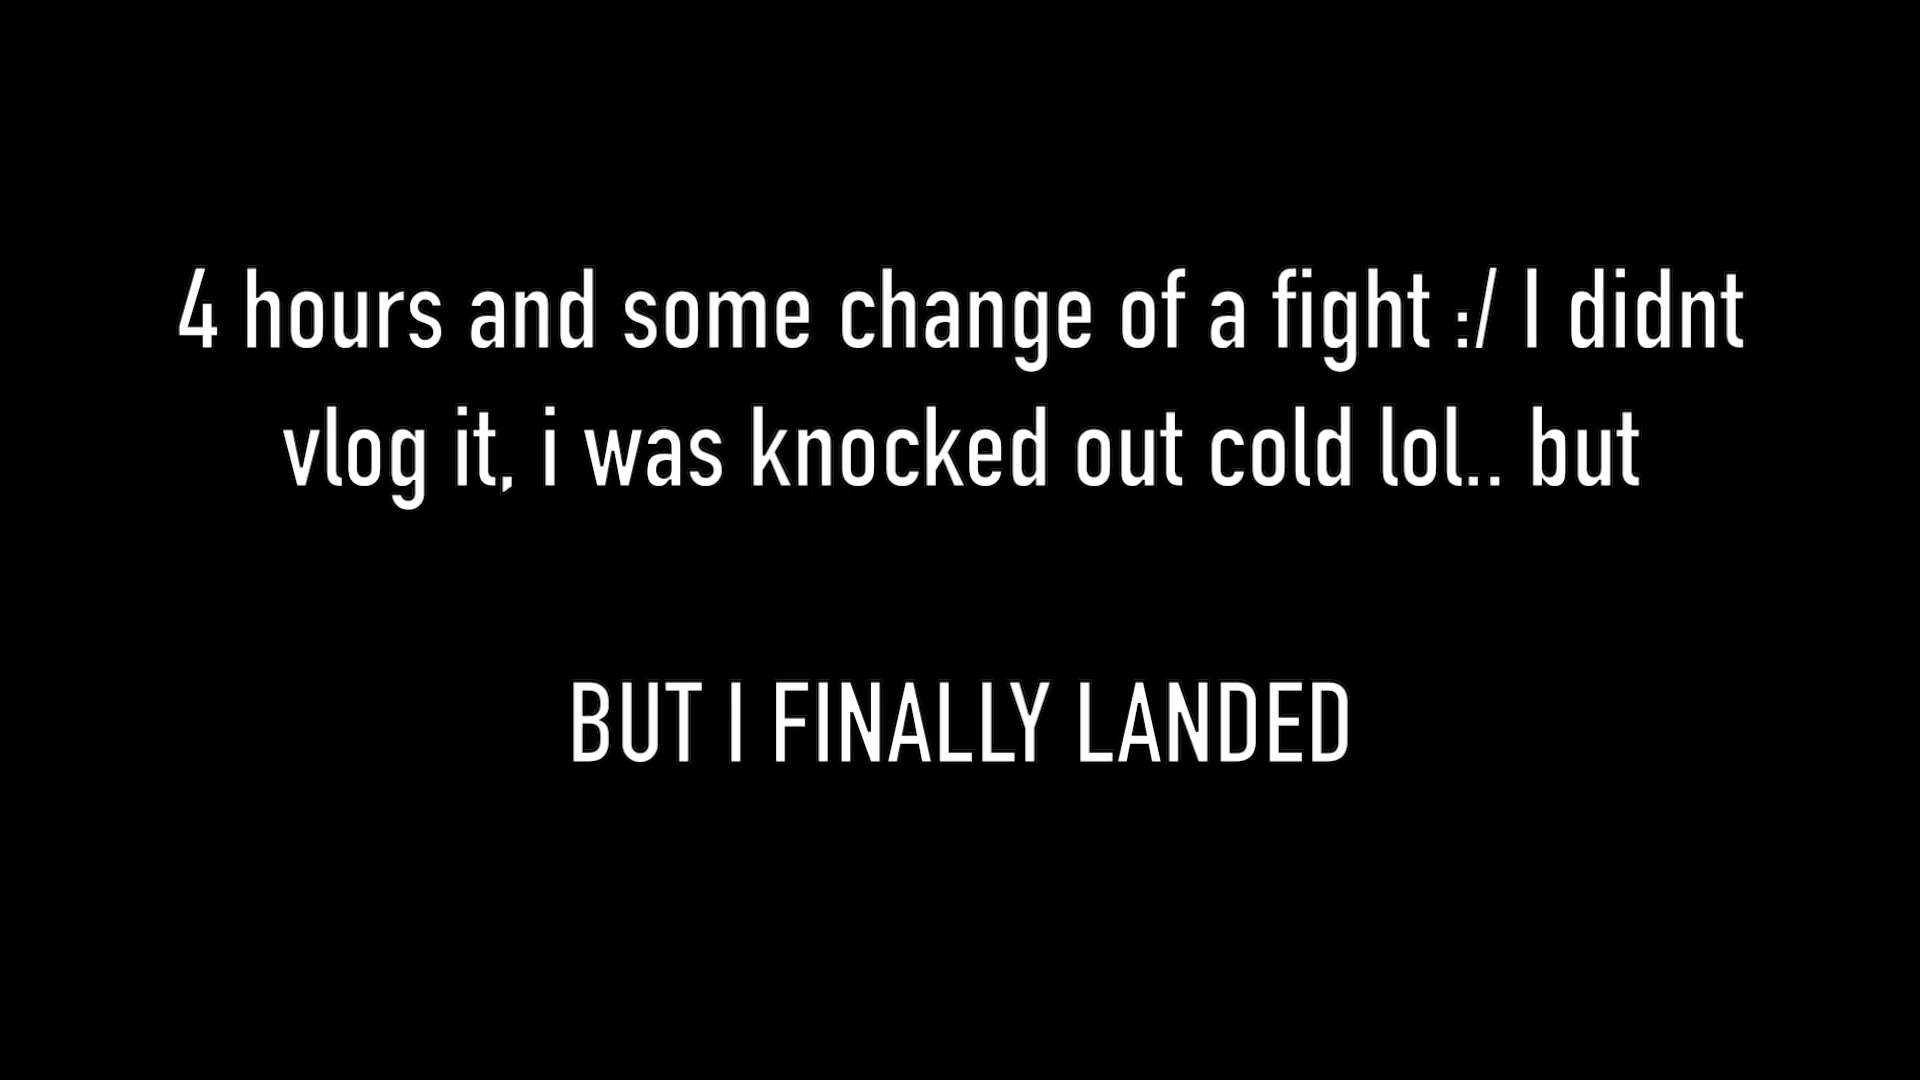 4 hours and some change of a fight :/ I didnt
vlog it, i was knocked out cold lol.. but
BUT I FINALLY LANDED